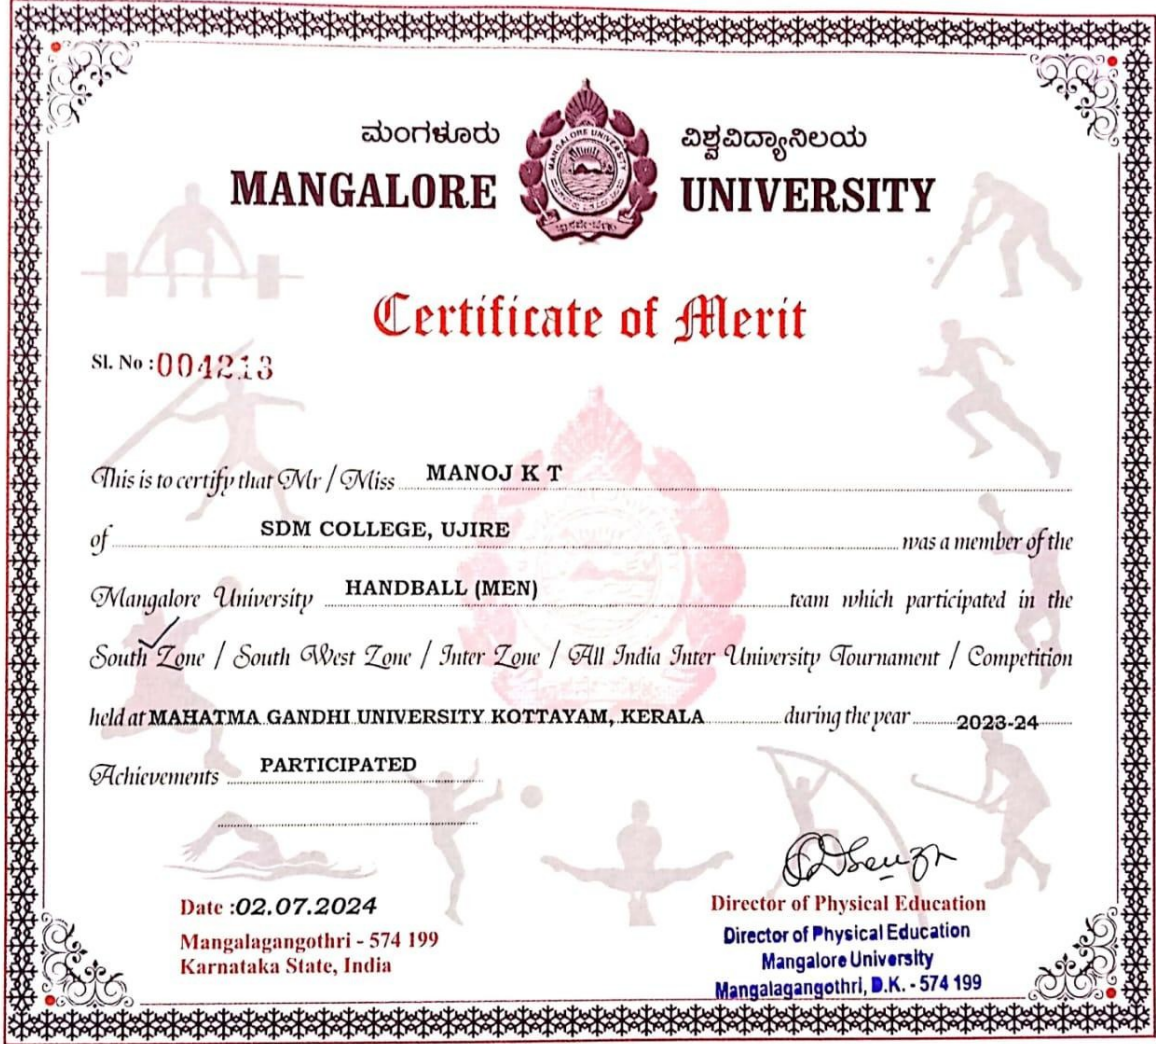 ಮಂಗಳೂರು ವಿಶ್ವವಿದ್ಯಾನಿಲಯ
MANGALORE UNIVERSITY
MANGALORE UNIVERSITY
Certificate of Merit
Sl. No : 004213
This is to certify that Mr / Miss MANOJ K T
of SDM COLLEGE, UJIRE was a member of the
Mangalore University HANDBALL (MEN) team which participated in the
South Zone / South West Zone / Inter Zone / All India Inter University Tournament / Competition
held at MAHATMA GANDHI UNIVERSITY KOTTAYAM, KERALA during the year 2023-24
Achievements PARTICIPATED
Date : 02.07.2024
Mangalagangothri - 574 199
Karnataka State, India
Director of Physical Education
Director of Physical Education
Mangalore University
Mangalagangothri, D.K. - 574 199